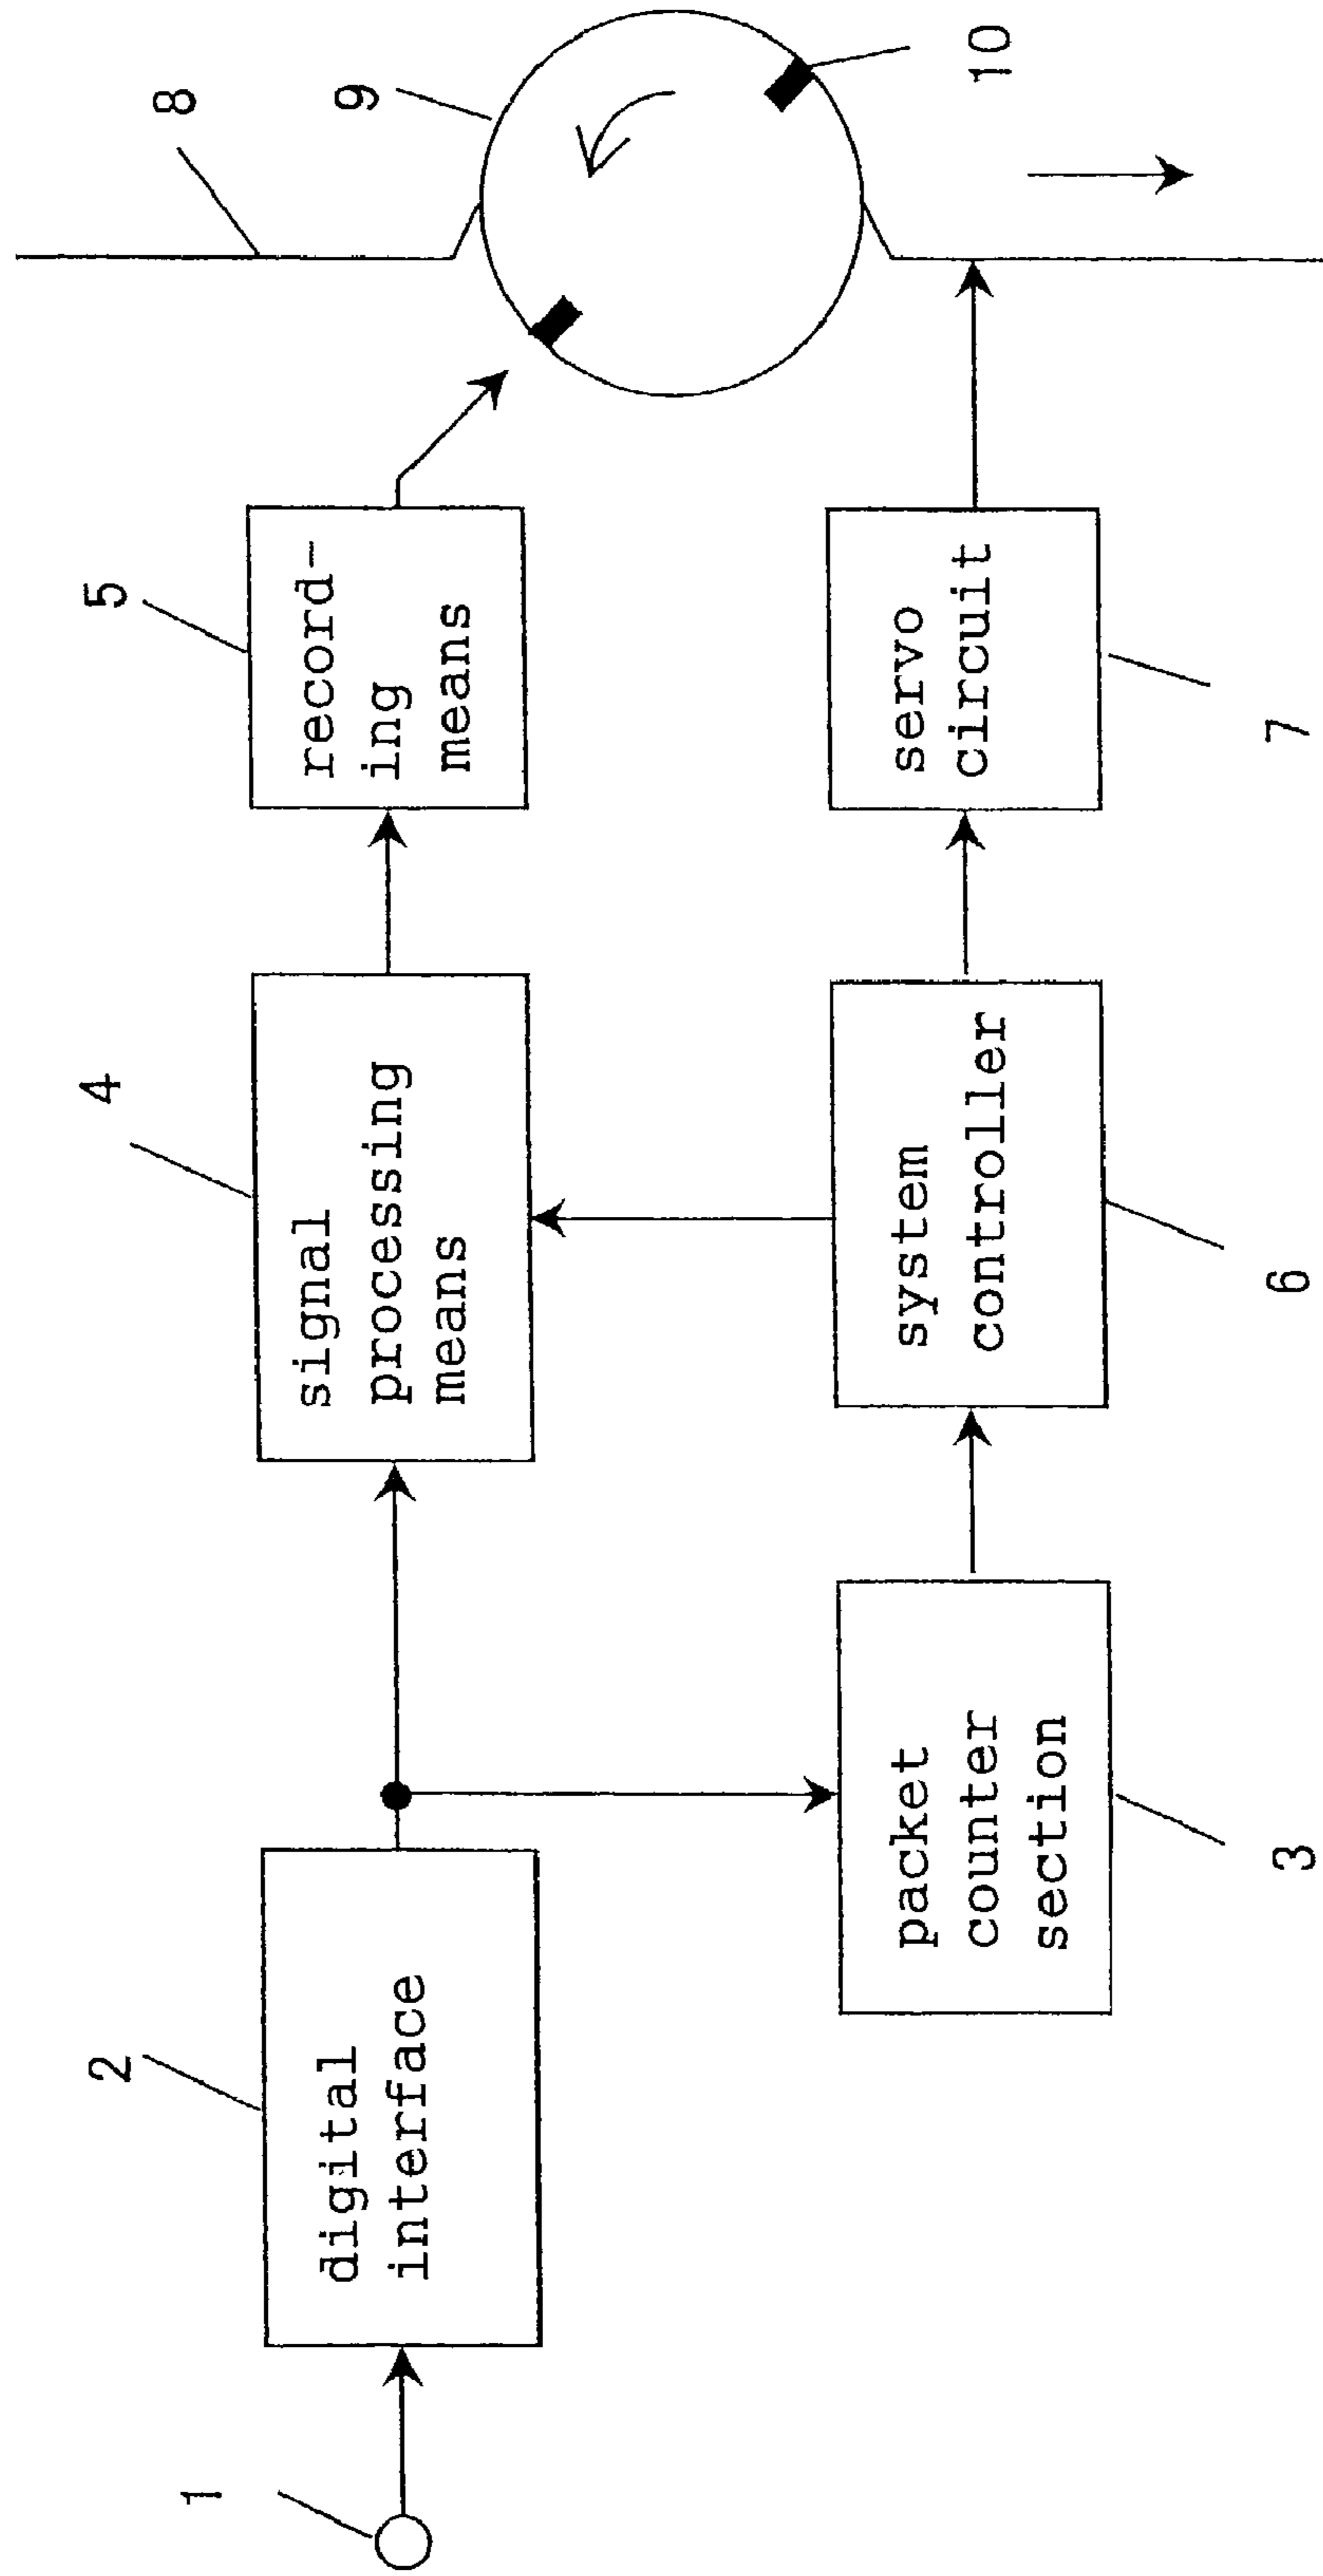 1
2
digital
interface
4
signal
processing
means
5
record-
ing
means
8
9
10
packet
counter
section
3
system
controller
6
servo
circuit
7